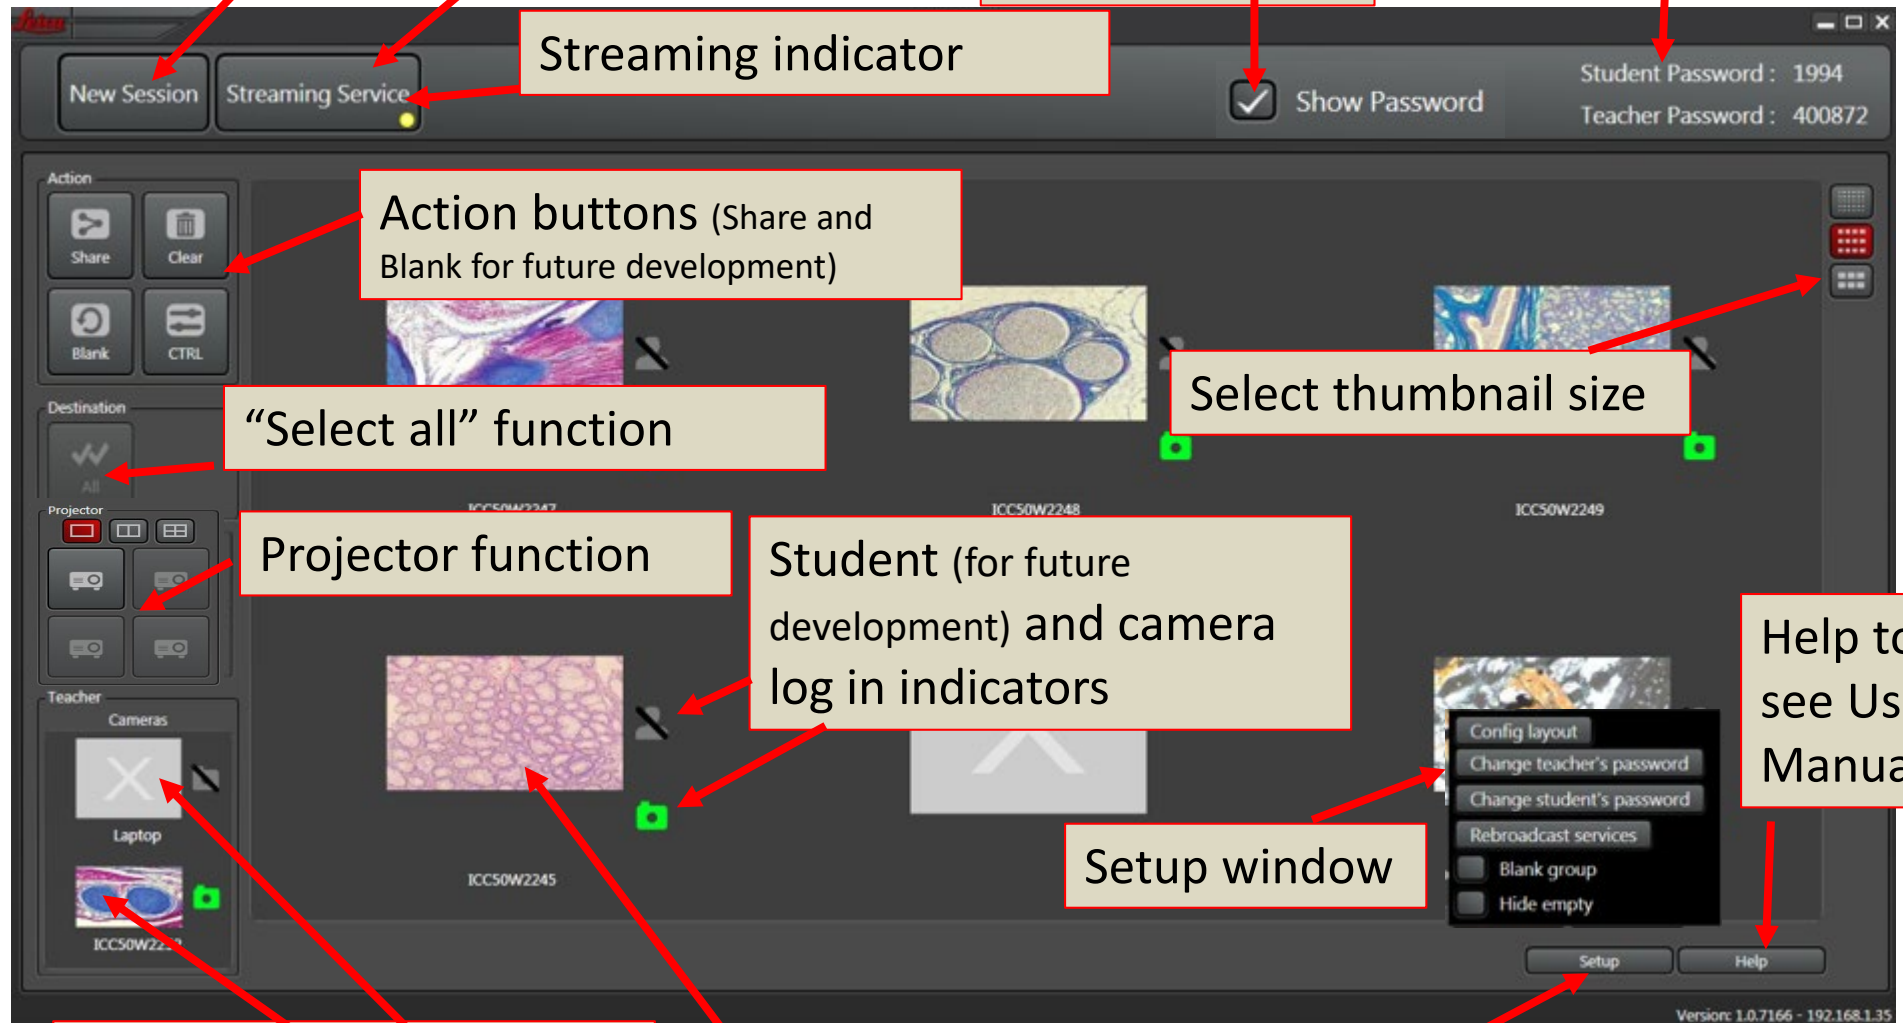 Leica
Streaming indicator
New Session
Streaming Service
Show Password
Student Password : 1994
Teacher Password : 400872
Action
Share
Clear
Blank
CTRL
Action buttons (Share and
Blank for future development)
Select thumbnail size
Destination
All
"Select all" function
ICC50W2247
ICC50W2248
ICC50W2249
Projector
Projector function
Student (for future
development) and camera
log in indicators
Help to
see Us
Manua
Teacher
Cameras
Laptop
ICC50W2245
Config layout
Change teacher's password
Change student's password
Rebroadcast services
Blank group
Hide empty
Setup window
Setup
Help
Version: 1.0.7166 - 192.168.1.35